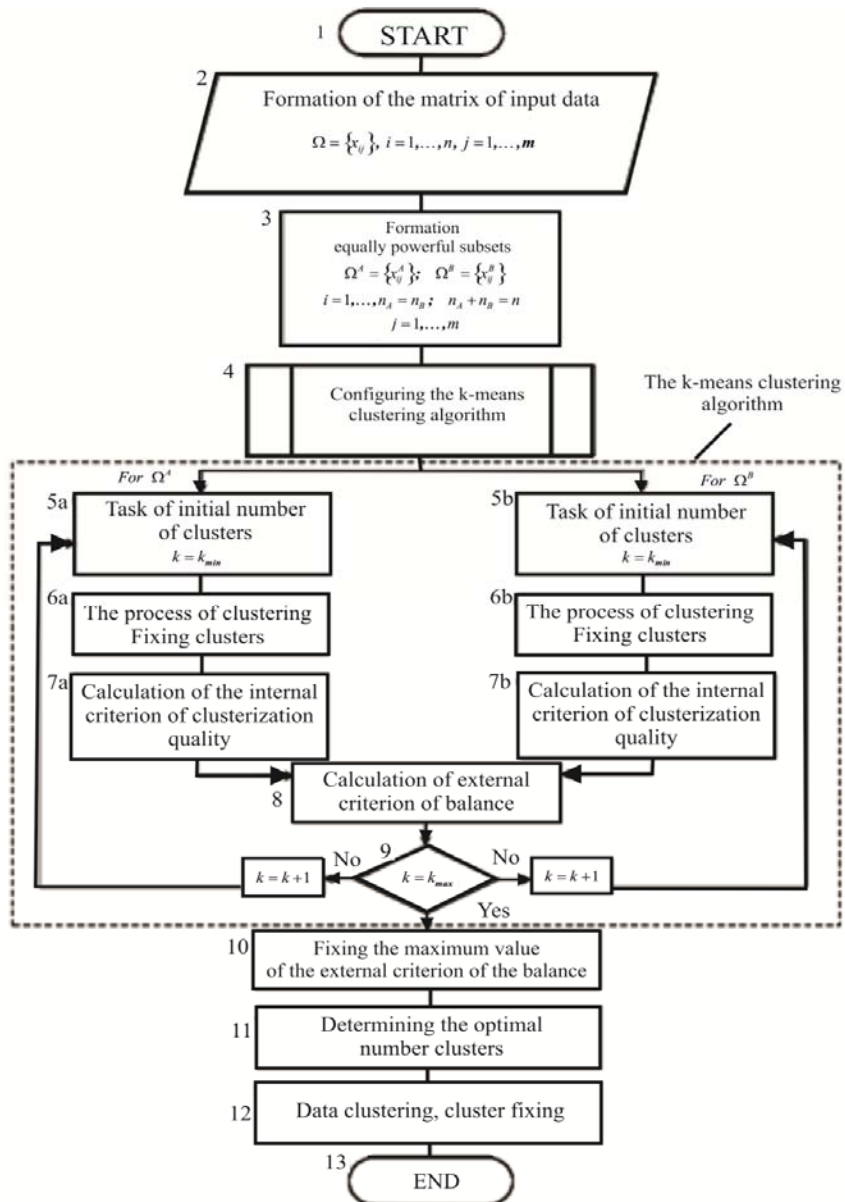 1
START
2
Formation of the matrix of input data
Ω = {x_ij}, i = 1,...,n, j = 1,...,m
3
Formation
equally powerful subsets
Ω^A = {x_ij^A}; Ω^B = {x_ij^B}
i = 1,...,n_A = n_B; n_A + n_B = n
j = 1,...,m
4
Configuring the k-means
clustering algorithm
The k-means clustering
algorithm
For Ω^A
For Ω^B
5a
Task of initial number
of clusters
k = k_min
5b
Task of initial number
of clusters
k = k_min
6a
The process of clustering
Fixing clusters
6b
The process of clustering
Fixing clusters
7a
Calculation of the internal
criterion of clusterization
quality
7b
Calculation of the internal
criterion of clusterization
quality
8
Calculation of external
criterion of balance
9
No
No
k = k+1
k = k_max
k = k+1
Yes
10
Fixing the maximum value
of the external criterion of the balance
11
Determining the optimal
number clusters
12
Data clustering, cluster fixing
13
END